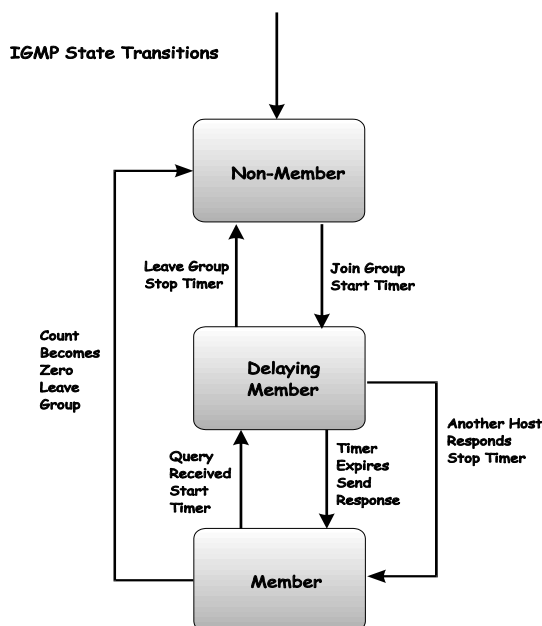 IGMP State Transitions
Non-Member
Leave Group
Stop Timer
Join Group
Start Timer
Count
Becomes
Zero
Leave
Group
Delaying
Member
Another Host
Responds
Stop Timer
Query
Received
Start
Timer
Timer
Expires
Send
Response
Member